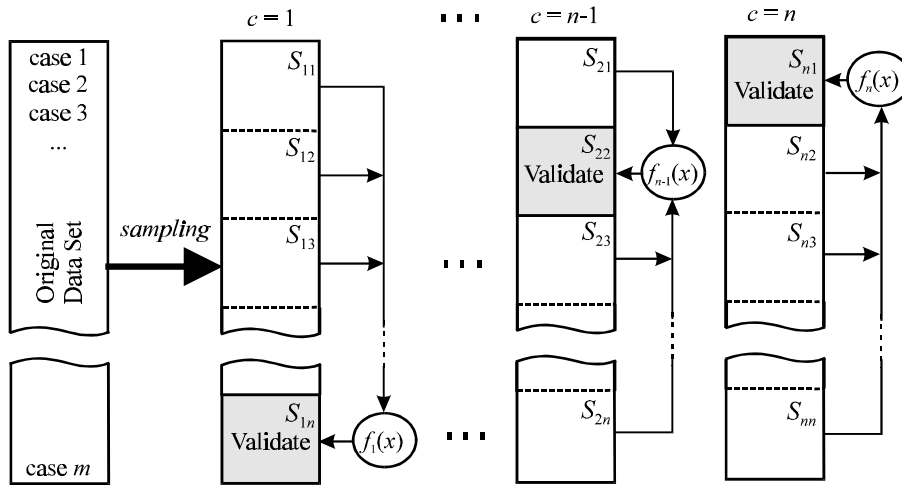 c = 1
c = n-1
c = n
case 1
case 2
case 3
...
Original
Data Set
case m
sampling
S₁₁
S₁₂
S₁₃
S₁ₙ
Validate
f₁(x)
S₂₁
S₂₂
Validate
fₙ₋₁(x)
S₂₃
S₂ₙ
Sₙ₁
Validate
fₙ(x)
Sₙ₂
Sₙ₃
Sₙₙ